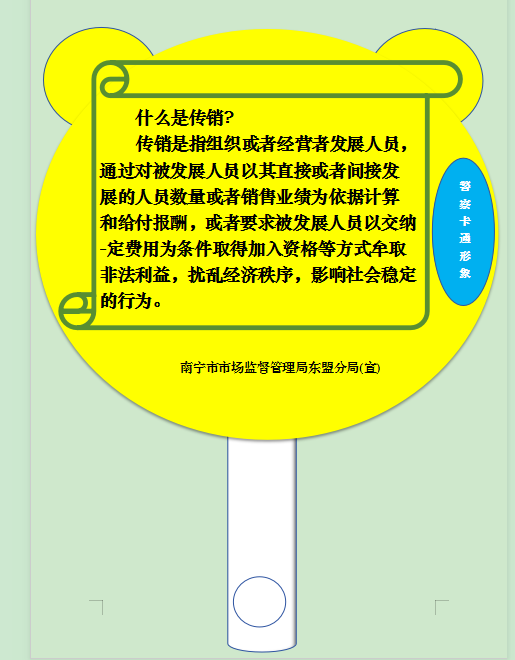 什么是传销?
传销是指组织或者经营者发展人员，
通过对被发展人员以其直接或者间接发
展的人员数量或者销售业绩为依据计算
和给付报酬，或者要求被发展人员以交纳
-定费用为条件取得加入资格等方式牟取
非法利益，扰乱经济秩序，影响社会稳定
的行为。
警
察
卡
通
形
象
南宁市市场监督管理局东盟分局(宣)